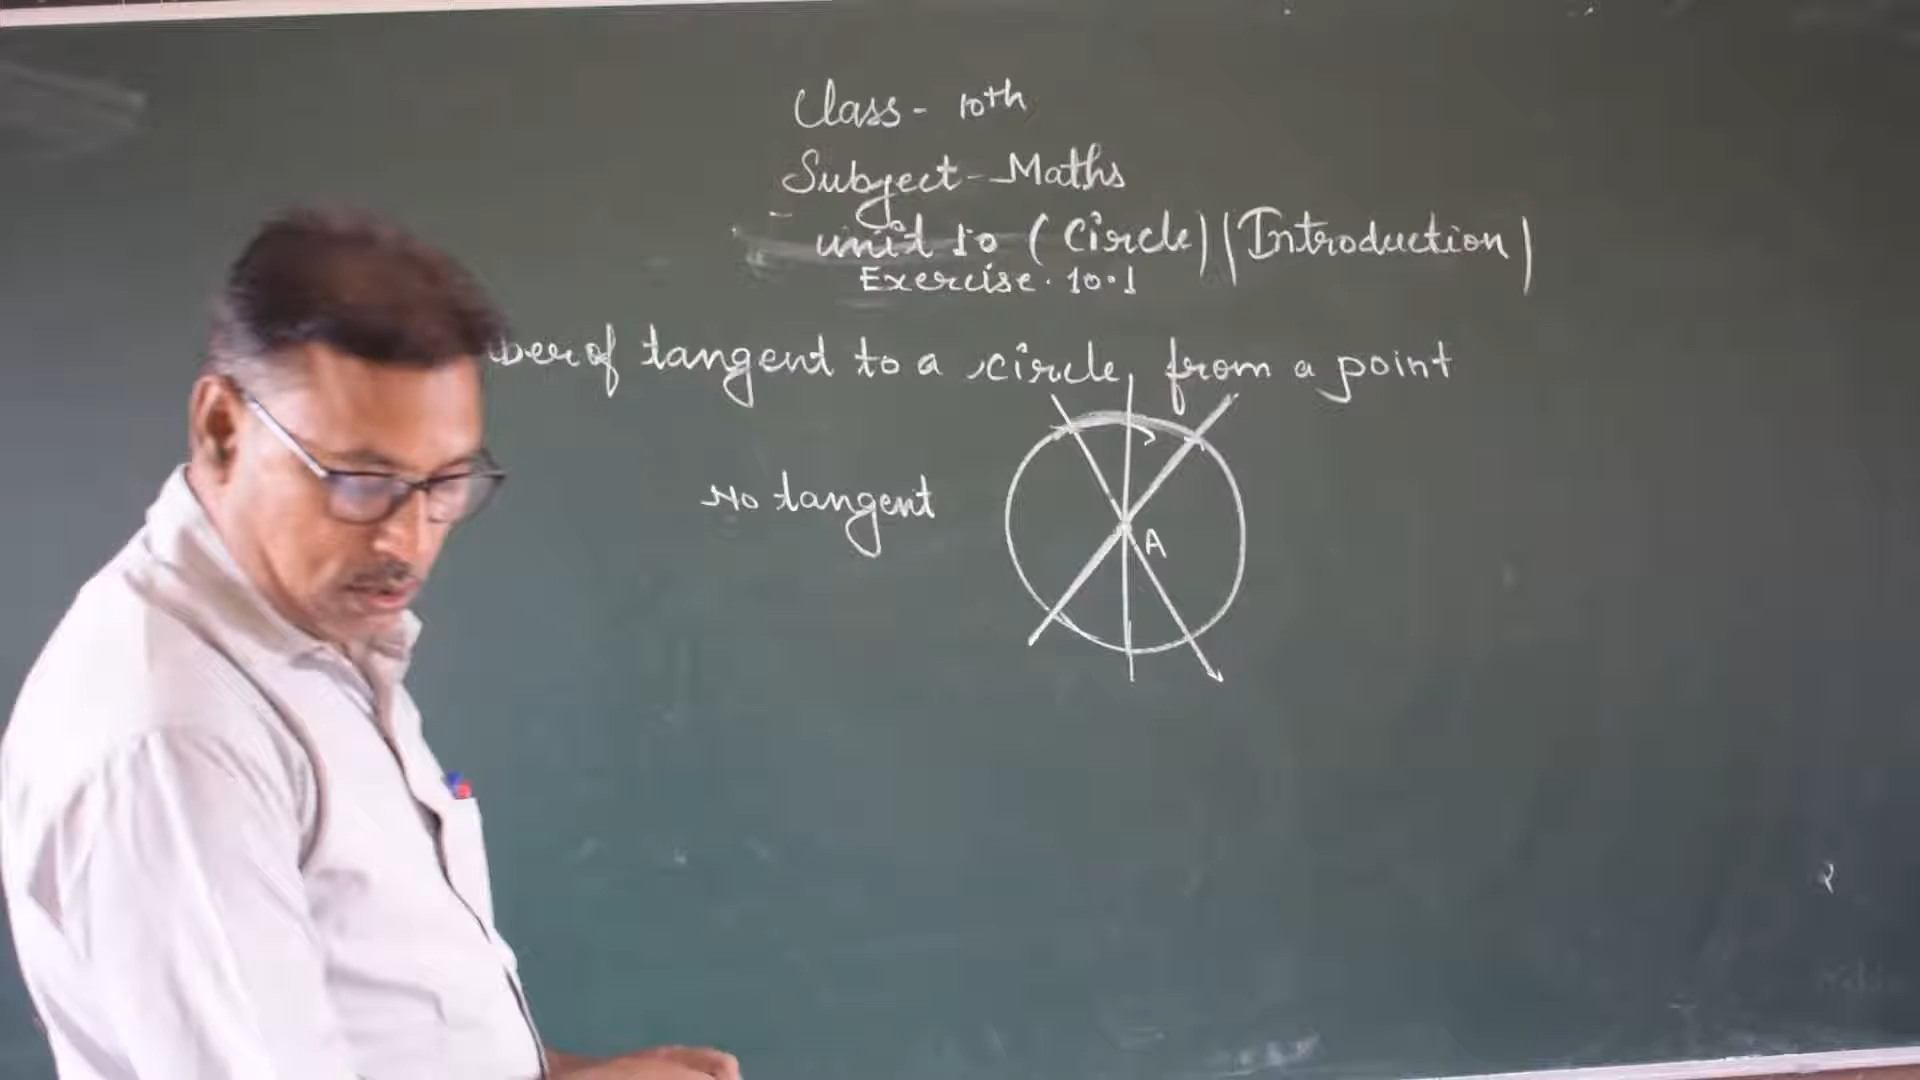 Class - 10th
Subject - Maths
unit 10 (Circle) (Introduction)
Exercise. 10.1
of tangent to a circle, from a point
No tangent
A